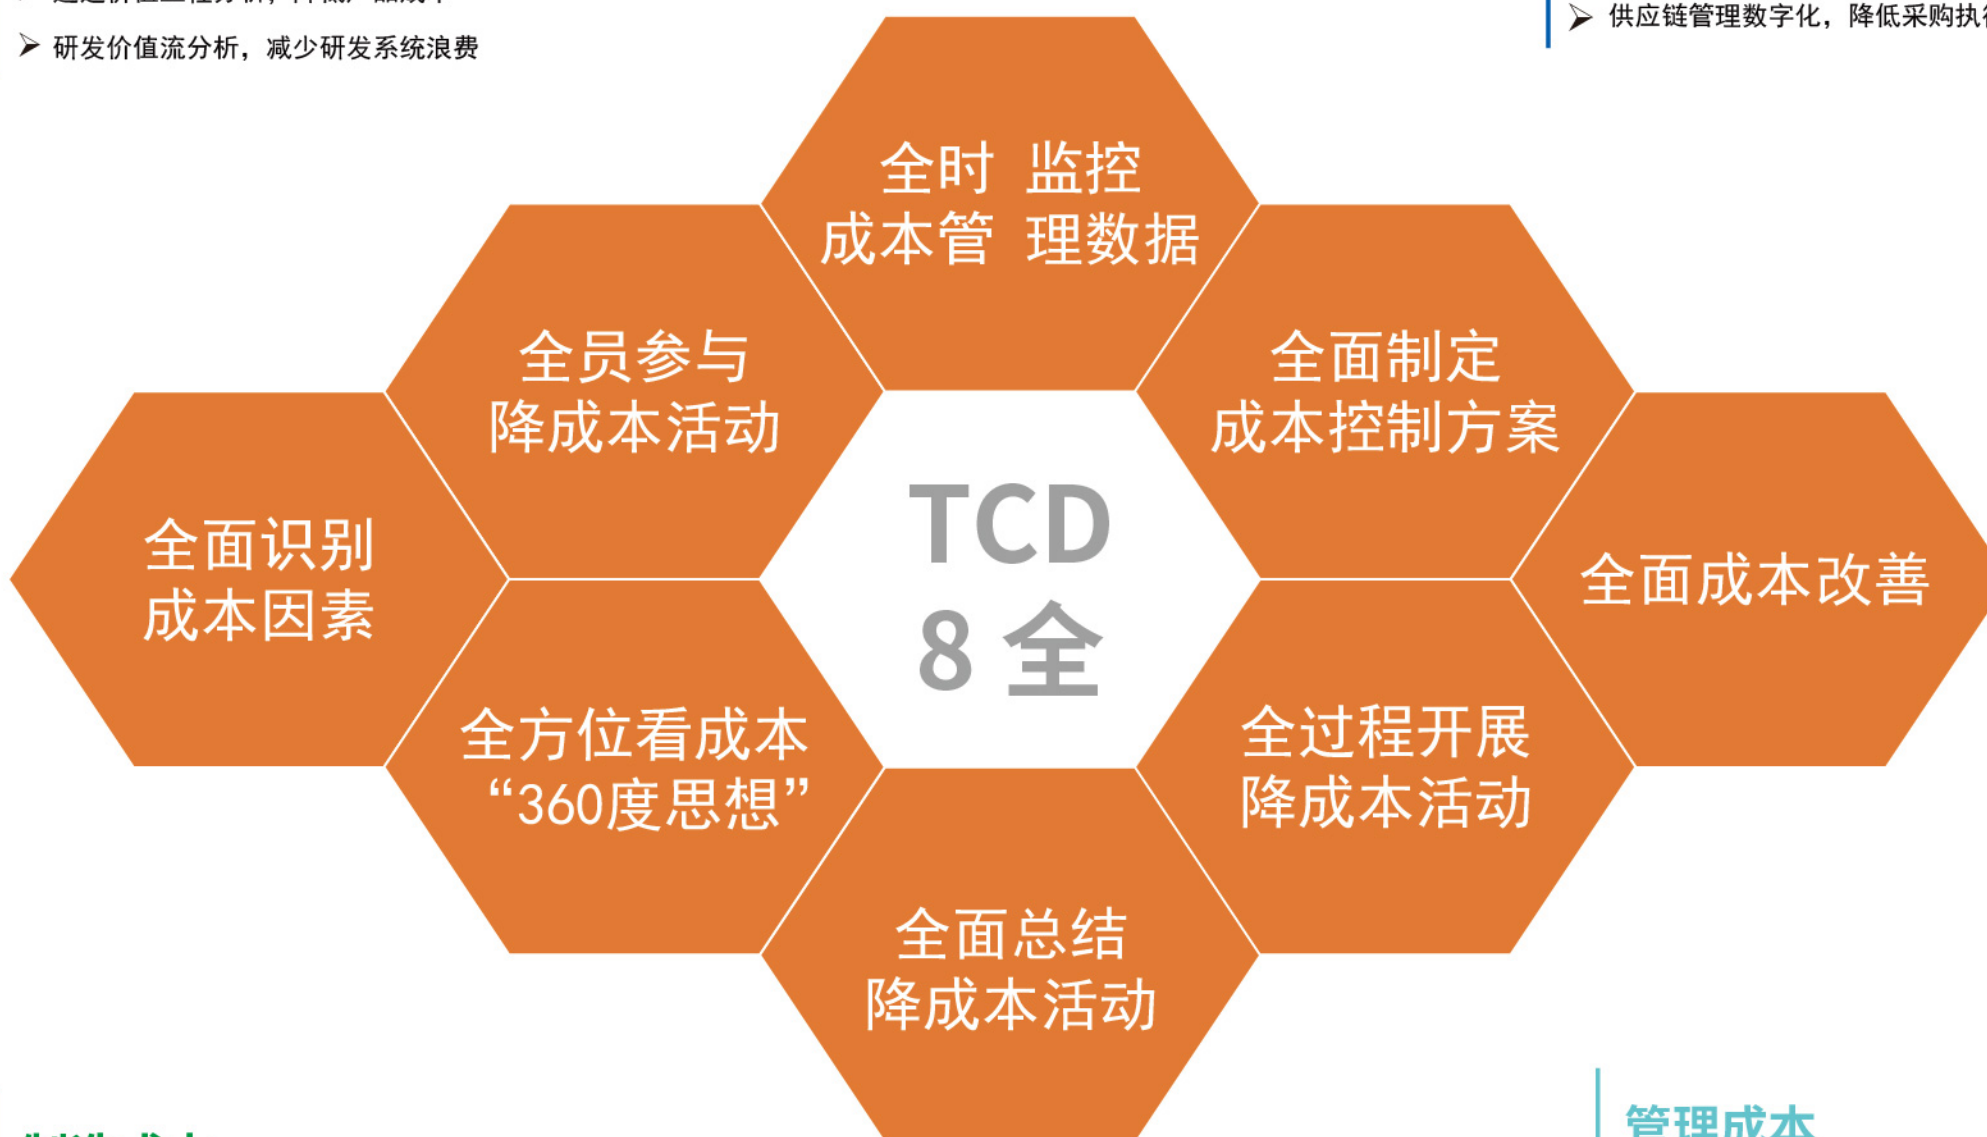 研发价值流分析，减少研发系统浪费
供应链管理数字化，降低采购执
全时 监控
成本管 理数据
全员参与
降成本活动
全面制定
成本控制方案
TCD
8 全
全面识别
成本因素
全面成本改善
全方位看成本
“360度思想”
全过程开展
降成本活动
全面总结
降成本活动
管理成本